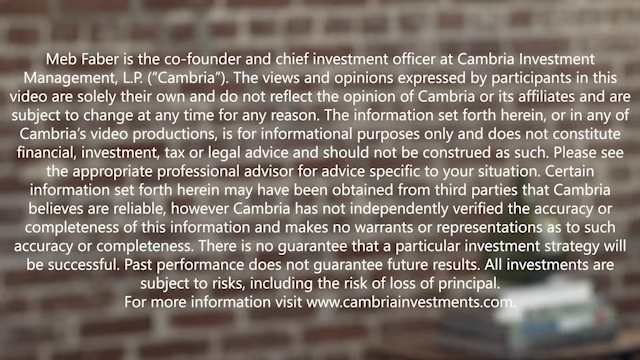 Meb Faber is the co-founder and chief investment officer at Cambria Investment
Management, L.P. (“Cambria”). The views and opinions expressed by participants in this
video are solely their own and do not reflect the opinion of Cambria or its affiliates and are
subject to change at any time for any reason. The information set forth herein, or in any of
Cambria’s video productions, is for informational purposes only and does not constitute
financial, investment, tax or legal advice and should not be construed as such. Please see
the appropriate professional advisor for advice specific to your situation. Certain
information set forth herein may have been obtained from third parties that Cambria
believes are reliable, however Cambria has not independently verified the accuracy or
completeness of this information and makes no warrants or representations as to such
accuracy or completeness. There is no guarantee that a particular investment strategy will
be successful. Past performance does not guarantee future results. All investments are
subject to risks, including the risk of loss of principal.
For more information visit www.cambriainvestments.com.